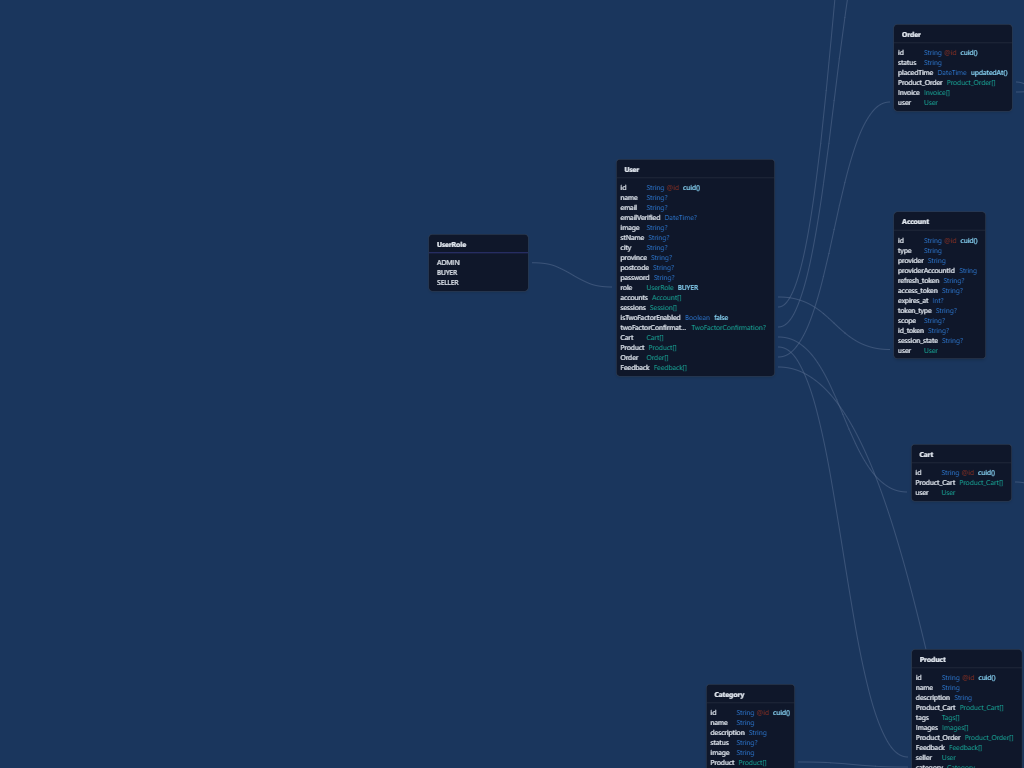 Order
id String @id cuid()
status String
placedTime DateTime updatedAt()
Product_Order Product_Order[]
Invoice Invoice[]
user User
User
id String @id cuid()
name String?
email String?
emailVerified DateTime?
image String?
stName String?
city String?
province String?
postcode String?
password String?
role UserRole BUYER
accounts Account[]
sessions Session[]
isTwoFactorEnabled Boolean false
twoFactorConfirmat... TwoFactorConfirmation?
Cart Cart[]
Product Product[]
Order Order[]
Feedback Feedback[]
UserRole
ADMIN
BUYER
SELLER
Account
id String @id cuid()
type String
provider String
providerAccountId String
refresh_token String?
access_token String?
expires_at Int?
token_type String?
scope String?
id_token String?
session_state String?
user User
Cart
id String @id cuid()
Product_Cart Product_Cart[]
user User
Product
id String @id cuid()
name String
description String
Product_Cart Product_Cart[]
tags Tags[]
Images Images[]
Product_Order Product_Order[]
Feedback Feedback[]
seller User
category Category
Category
id String @id cuid()
name String
description String
status String?
image String
Product Product[]